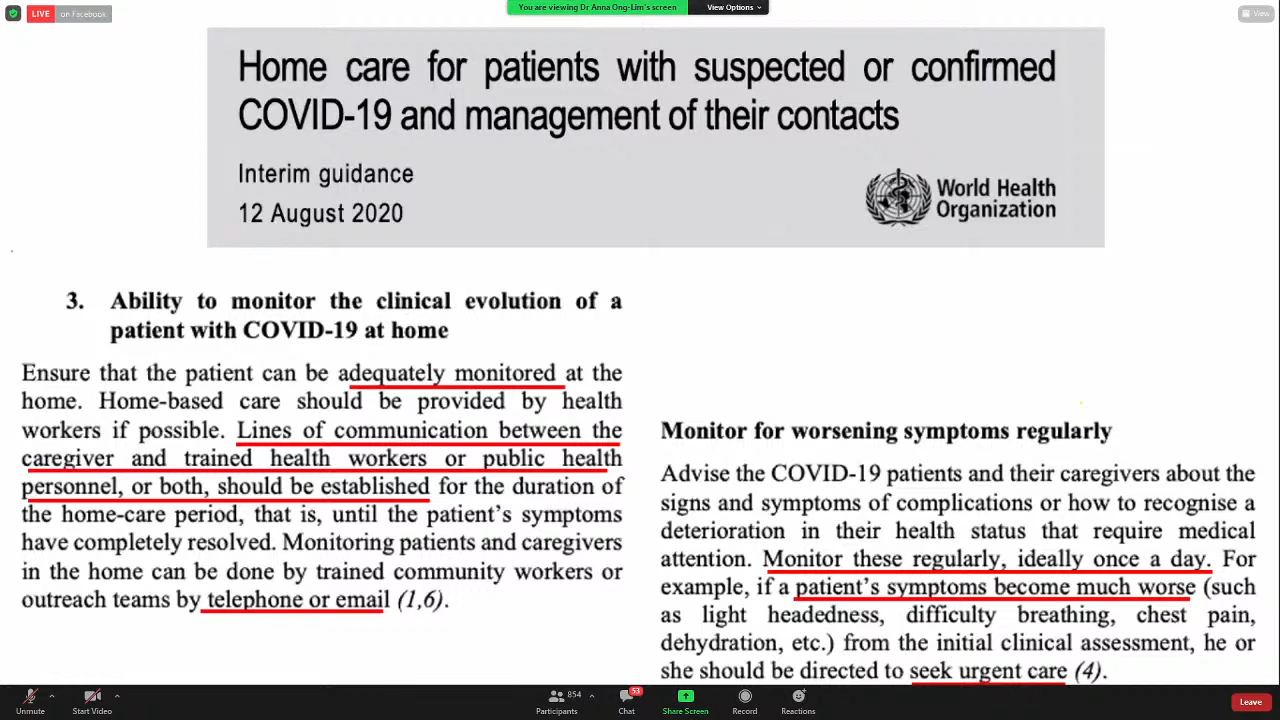 LIVE on Facebook
You are viewing Dr Anna Ong-Lim's screen
View Options
View
Home care for patients with suspected or confirmed
COVID-19 and management of their contacts
Interim guidance
12 August 2020
World Health
Organization
3. Ability to monitor the clinical evolution of a
patient with COVID-19 at home
Ensure that the patient can be adequately monitored at the
home. Home-based care should be provided by health
workers if possible. Lines of communication between the
caregiver and trained health workers or public health
personnel, or both, should be established for the duration of
the home-care period, that is, until the patient's symptoms
have completely resolved. Monitoring patients and caregivers
in the home can be done by trained community workers or
outreach teams by telephone or email (1,6).
Monitor for worsening symptoms regularly
Advise the COVID-19 patients and their caregivers about the
signs and symptoms of complications or how to recognise a
deterioration in their health status that require medical
attention. Monitor these regularly, ideally once a day. For
example, if a patient's symptoms become much worse (such
as light headedness, difficulty breathing, chest pain,
dehydration, etc.) from the initial clinical assessment, he or
she should be directed to seek urgent care (4).
Unmute
Start Video
854
Participants
53
Chat
Share Screen
Record
Reactions
Leave